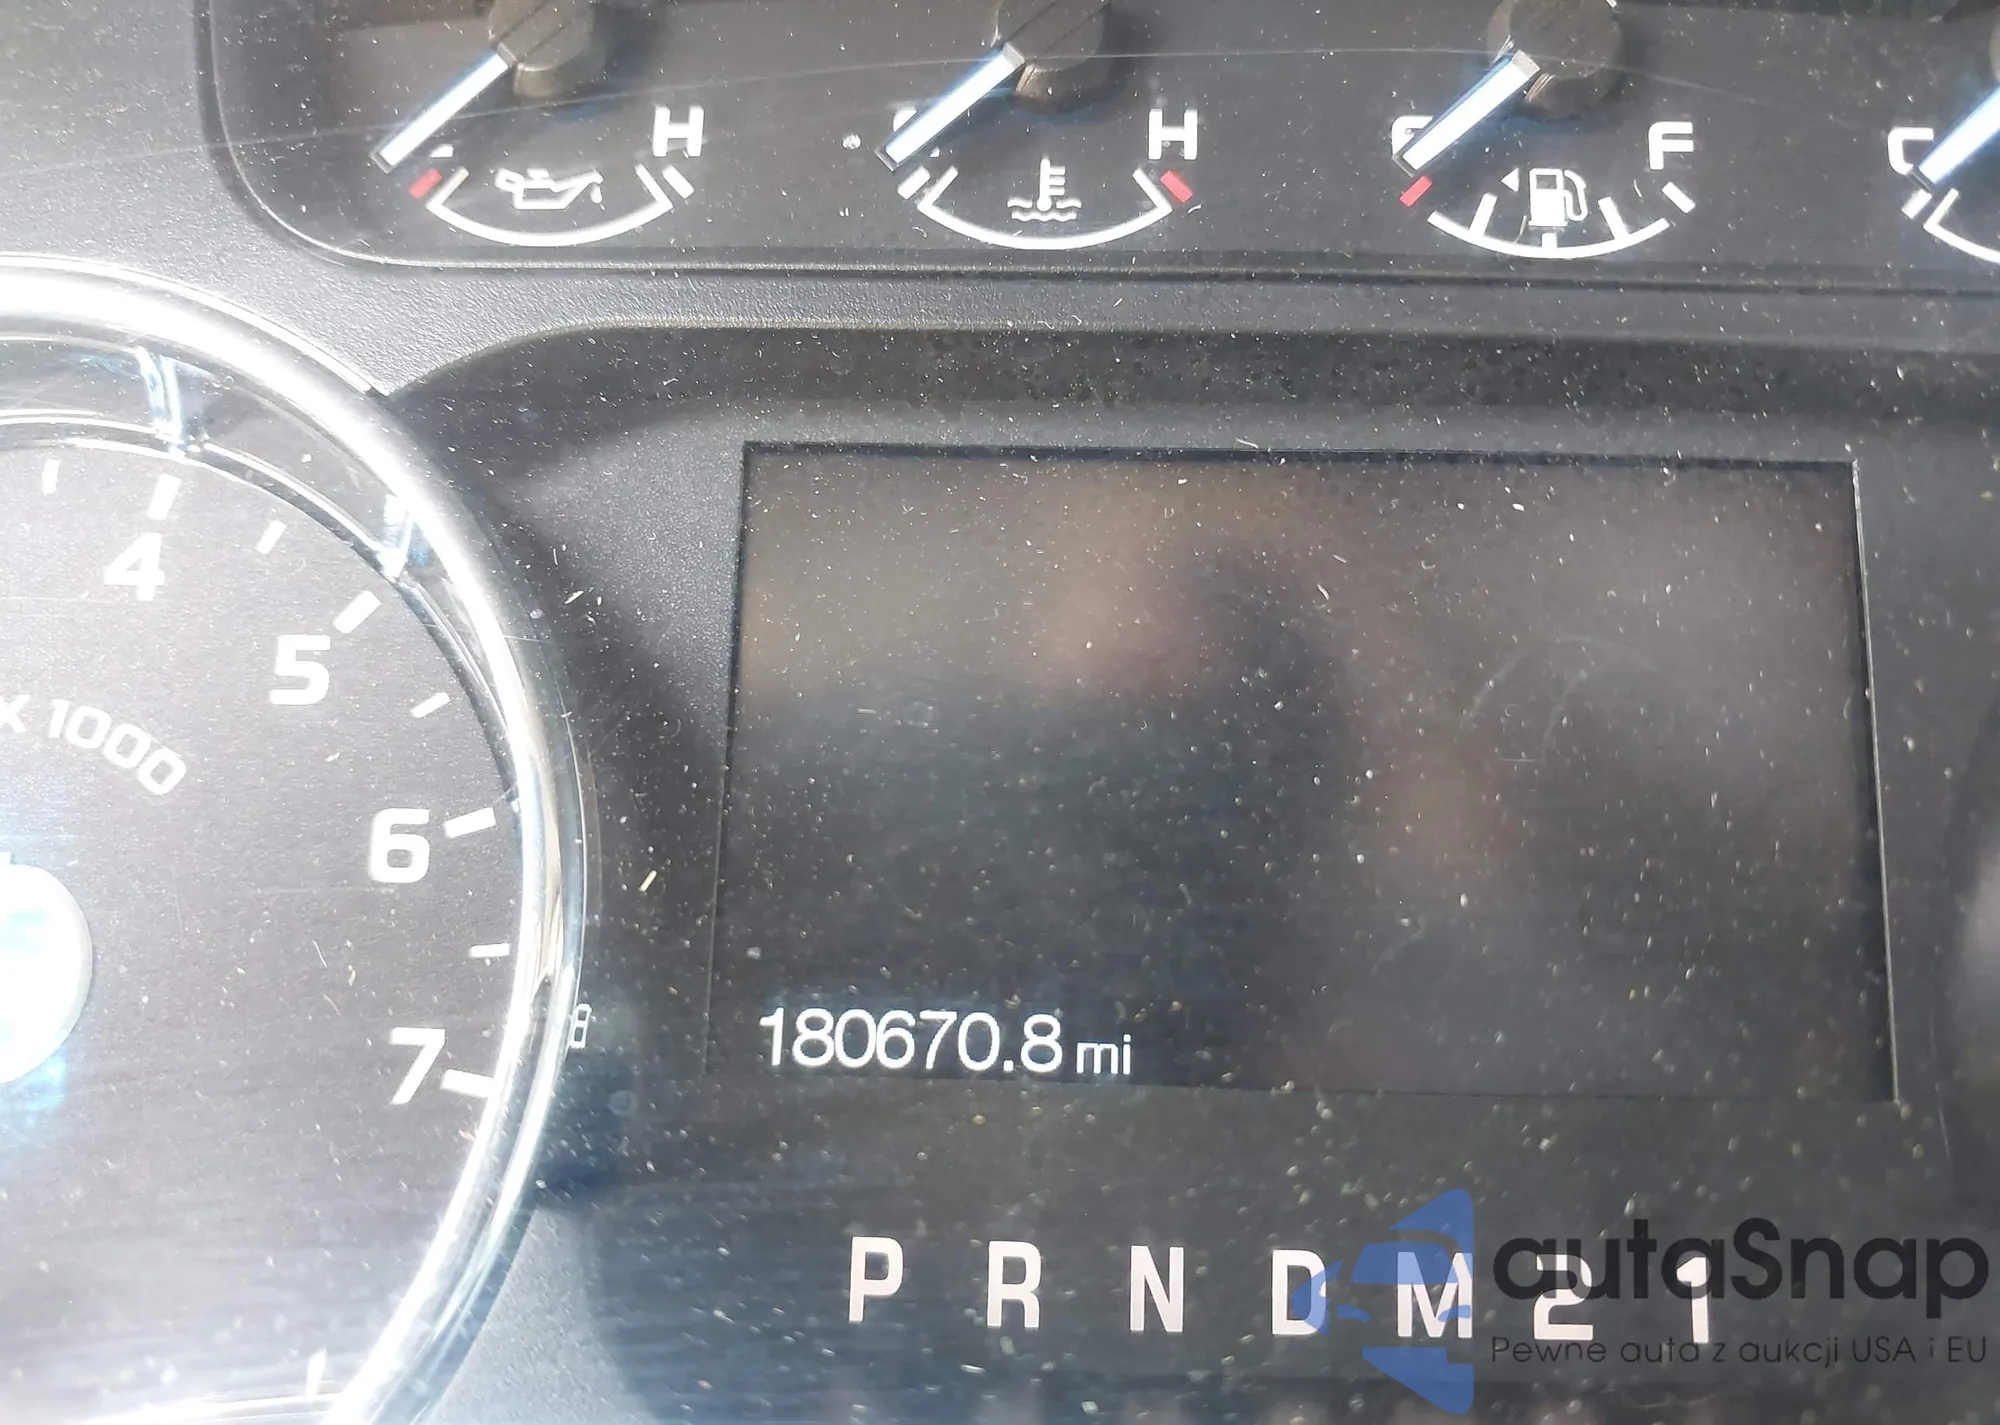 H H E F C
4
5
x 1000
6
7
180670.8 mi
P R N D M 2 1
autaSnap
Pewne auta z aukcji USA i EU